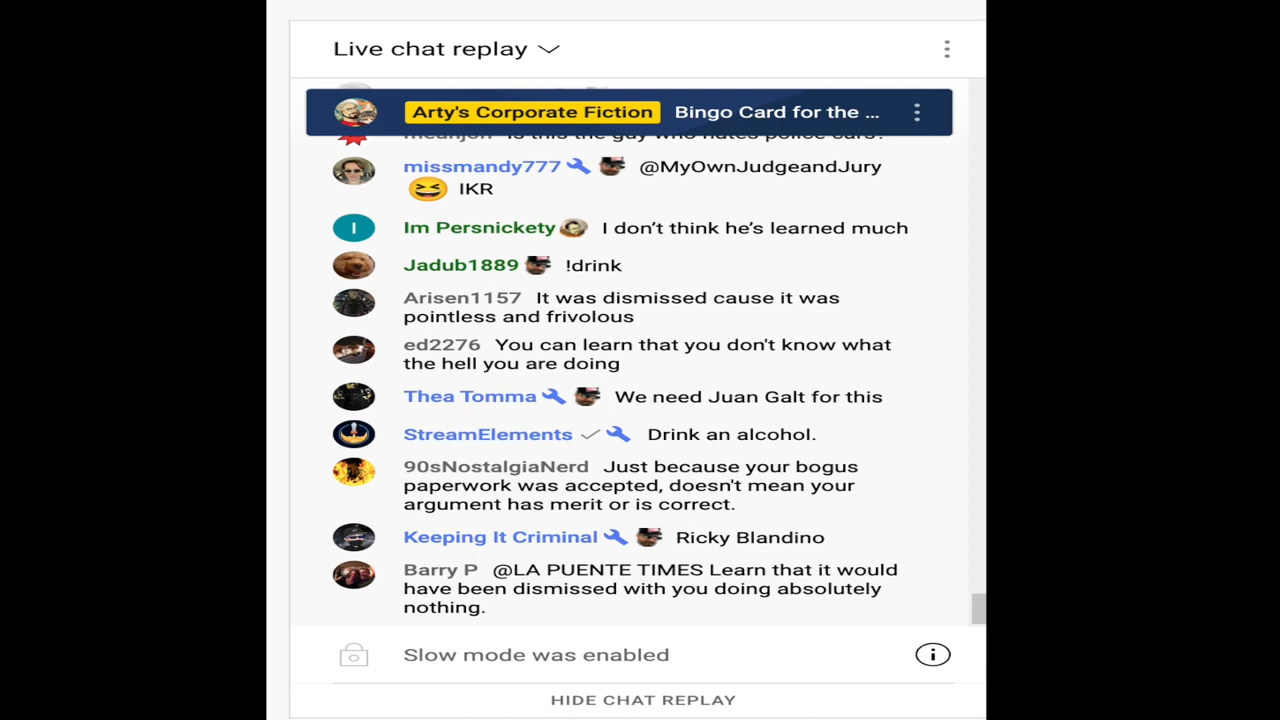 Live chat replay
Arty's Corporate Fiction Bingo Card for the ...
missmandy777 @MyOwnJudgeandJury
IKR
I
Im Persnickety I don’t think he’s learned much
Jadub1889 !drink
Arisen1157 It was dismissed cause it was
pointless and frivolous
ed2276 You can learn that you don't know what
the hell you are doing
Thea Tomma We need Juan Galt for this
StreamElements Drink an alcohol.
90sNostalgiaNerd Just because your bogus
paperwork was accepted, doesn't mean your
argument has merit or is correct.
Keeping It Criminal Ricky Blandino
Barry P @LA PUENTE TIMES Learn that it would
have been dismissed with you doing absolutely
nothing.
Slow mode was enabled
HIDE CHAT REPLAY